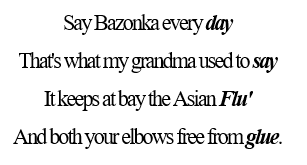 Say Bazonka every day
That's what my grandma used to say
It keeps at bay the Asian Flu'
And both your elbows free from glue.